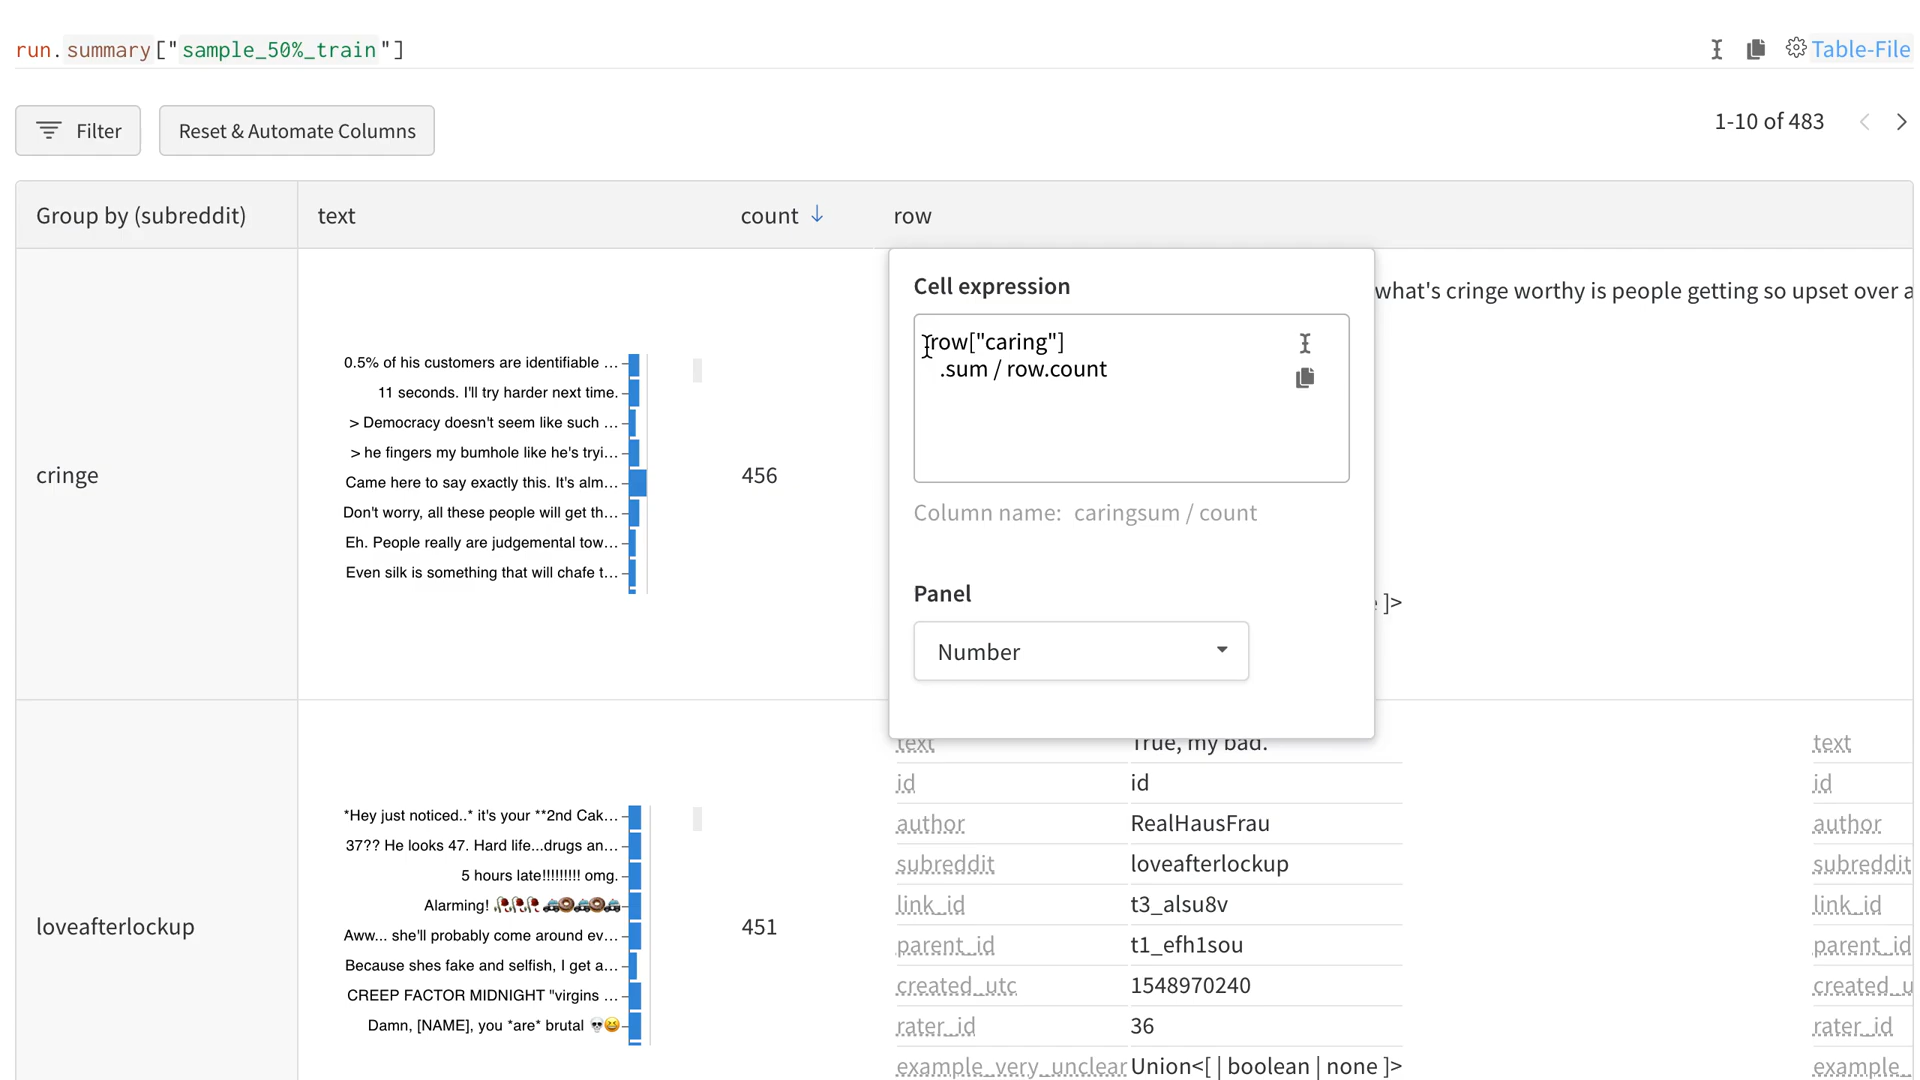 run.summary["sample_50%_train"]
Table-File
Filter
Reset & Automate Columns
1-10 of 483
Group by (subreddit)
text
count
row
cringe
0.5% of his customers are identifiable ...
11 seconds. I'll try harder next time.
> Democracy doesn't seem like such ...
> he fingers my bumhole like he's tryi...
Came here to say exactly this. It's alm...
Don't worry, all these people will get th...
Eh. People really are judgemental tow...
Even silk is something that will chafe t...
456
what's cringe worthy is people getting so upset over a
Cell expression
row["caring"]
.sum / row.count
Column name: caringsum / count
Panel
Number
]>
loveafterlockup
*Hey just noticed..* it's your **2nd Cak...
37?? He looks 47. Hard life...drugs an...
5 hours late!!!!!!!!! omg.
Alarming! 🥀🥀🥀 🚓🍩🚓🍩🚓
Aww... she'll probably come around ev...
Because shes fake and selfish, I get a...
CREEP FACTOR MIDNIGHT "virgins ...
Damn, [NAME], you *are* brutal 💀😆
451
text True, my bad.
id id
author RealHausFrau
subreddit loveafterlockup
link_id t3_alsu8v
parent_id t1_efh1sou
created_utc 1548970240
rater_id 36
example_very_unclear Union<[ | boolean | none ]>
text
id
author
subreddit
link_id
parent_id
created_u
rater_id
example_